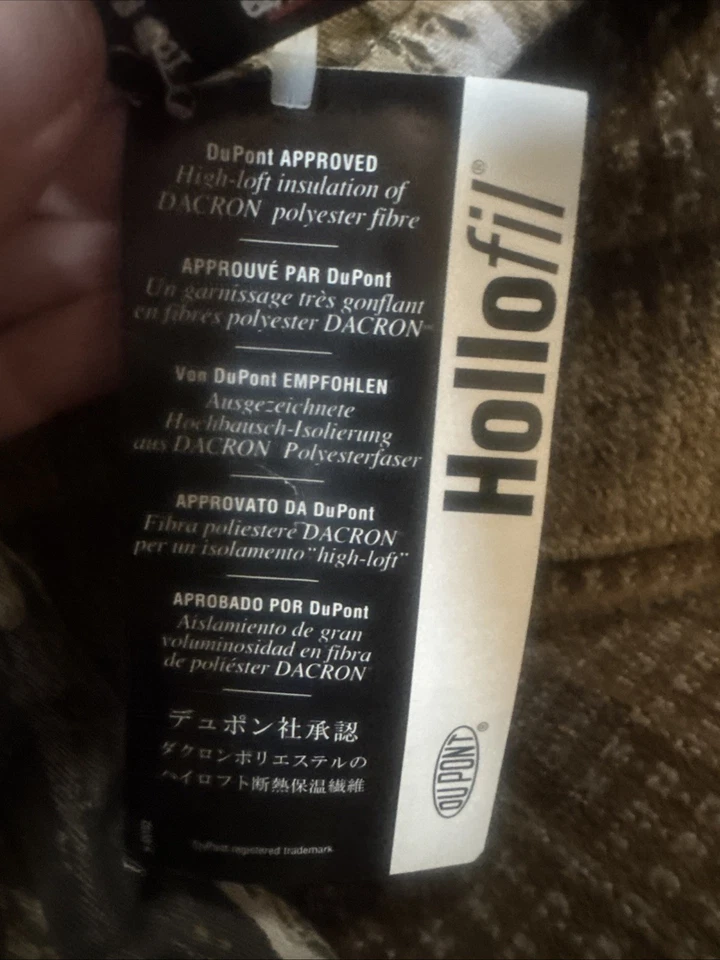 DuPont APPROVED
High-loft insulation of
DACRON polyester fibre
APPROUVÉ PAR DuPont
Un garnissage très gonflant
en fibres polyester DACRON
Von DuPont EMPFOHLEN
Ausgezeichnete
Hochbausch-Isolierung
aus DACRON Polyesterfaser
APPROVATO DA DuPont
Fibra poliestere DACRON
per un isolamento "high-loft"
APROBADO POR DuPont
Aislamiento de gran
voluminosidad en fibra
de poliéster DACRON
デュポン社承認
ダクロンポリエステルの
ハイロフト断熱保温繊維
DuPont registered trademark
Hollofil®
DU PONT®